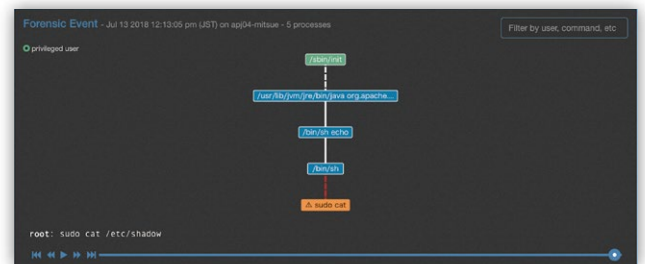 Forensic Event - Jul 13 2018 12:13:05 pm (JST) on apj04-mitsue - 5 processes
Filter by user, command, etc
privileged user
/sbin/init
/usr/lib/jvm/jre/bin/java org.apache...
/bin/sh echo
/bin/sh
⚠ sudo cat
root: sudo cat /etc/shadow